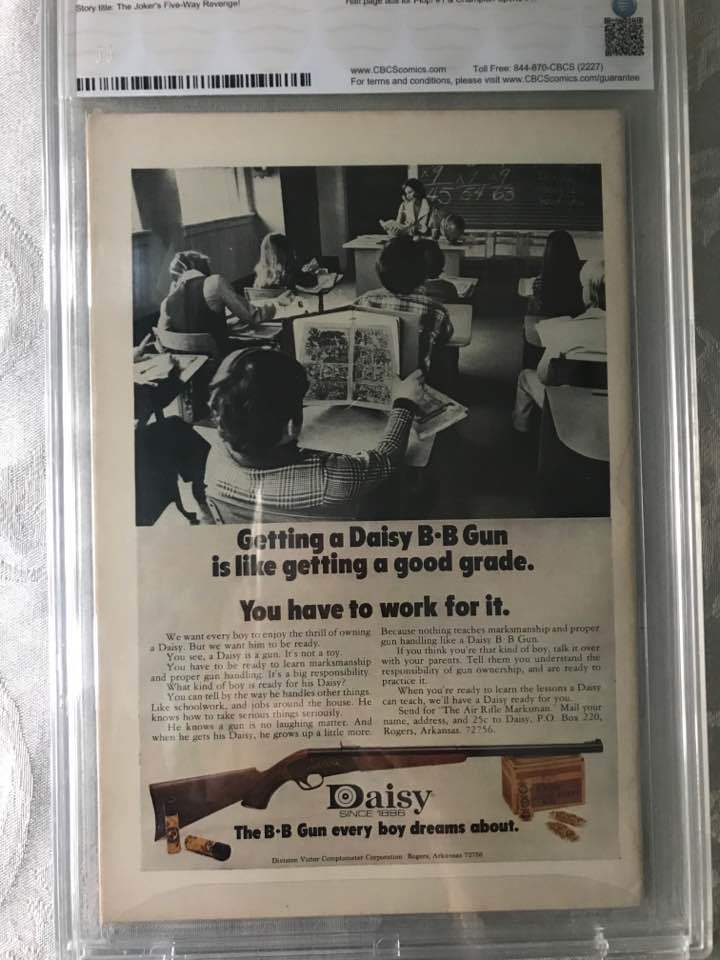 Story title: The Joker's Five-Way Revenge!
www.CBCScomics.com Toll Free: 844-870-CBCS (2227)
For terms and conditions, please visit www.CBCScomics.com/guarantee
Getting a Daisy B•B Gun
is like getting a good grade.
You have to work for it.
We want every boy to enjoy the thrill of owning
a Daisy. But we want him to be ready.
You see, a Daisy is a gun. It's not a toy.
You have to be ready to learn marksmanship
and proper gun handling. It's a big responsibility.
What kind of boy is ready for his Daisy?
You can tell by the way he handles other things.
Like schoolwork, and jobs around the house. He
knows how to take serious things seriously.
He knows a gun is no laughing matter. And
when he gets his Daisy, he grows up a little more.
Because nothing teaches marksmanship and proper
gun handling like a Daisy B·B Gun.
If you think you're that kind of boy, talk it over
with your parents. Tell them you understand the
responsibility of gun ownership, and are ready to
practice it.
When you're ready to learn the lessons a Daisy
can teach, we'll have a Daisy ready for you.
Send for "The Air Rifle Marksman." Mail your
name, address, and 25c to Daisy, P.O. Box 220,
Rogers, Arkansas. 72756.
Daisy
SINCE 1886
The B•B Gun every boy dreams about.
Division Victor Comptometer Corporation Rogers, Arkansas 72756